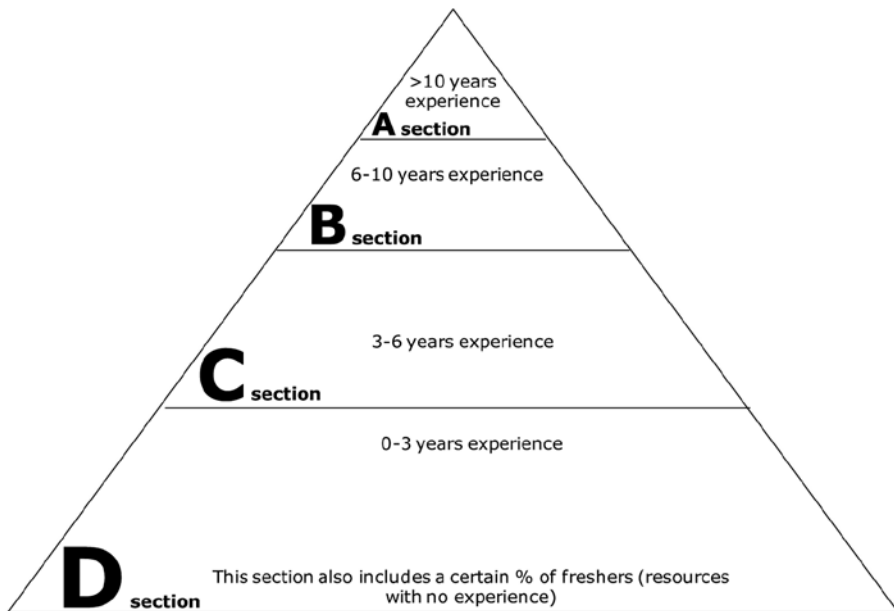 >10 years
experience
A section
6-10 years experience
B section
3-6 years experience
C section
0-3 years experience
This section also includes a certain % of freshers (resources
with no experience)
D section